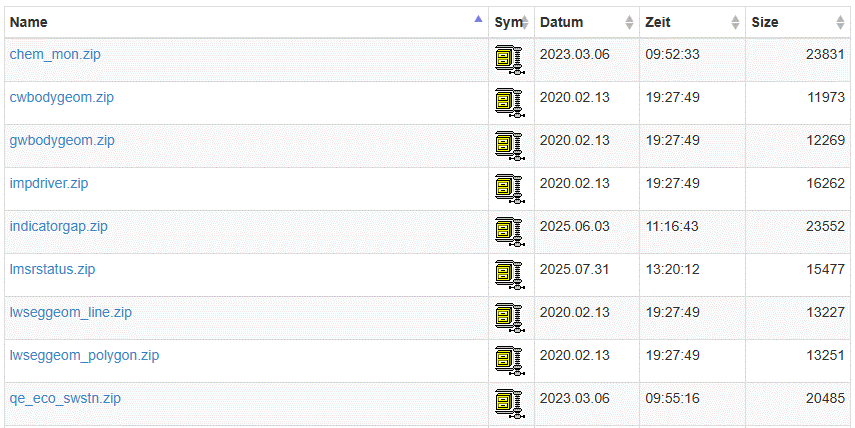 Name Sym Datum Zeit Size
chem_mon.zip 2023.03.06 09:52:33 23831
cwbodygeom.zip 2020.02.13 19:27:49 11973
gwbodygeom.zip 2020.02.13 19:27:49 12269
impdriver.zip 2020.02.13 19:27:49 16262
indicatorgap.zip 2025.06.03 11:16:43 23552
lmsrstatus.zip 2025.07.31 13:20:12 15477
lwseggeom_line.zip 2020.02.13 19:27:49 13227
lwseggeom_polygon.zip 2020.02.13 19:27:49 13251
qe_eco_swstn.zip 2023.03.06 09:55:16 20485